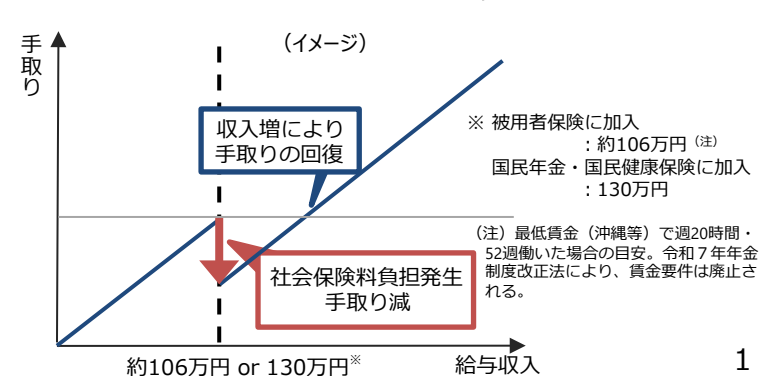 手取り
（イメージ）
収入増により
手取りの回復
※ 被用者保険に加入
：約106万円（注）
国民年金・国民健康保険に加入
：130万円
（注）最低賃金（沖縄等）で週20時間・
52週働いた場合の目安。令和７年年金
制度改正法により、賃金要件は廃止さ
れる。
社会保険料負担発生
手取り減
約106万円 or 130万円※
給与収入
1